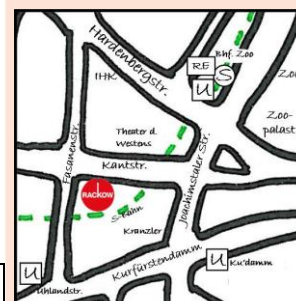 Hardenbergstr.
Bhf. Zoo
RE
S
U
IHK
Zoo-
palast
Theater d.
Westens
Fasanenstr.
Kantstr.
Joachimstaler Str.
RACKOW
S-Bahn
Kranzler
Kurfürstendamm
U
Ku'damm
U
Uhlandstr.